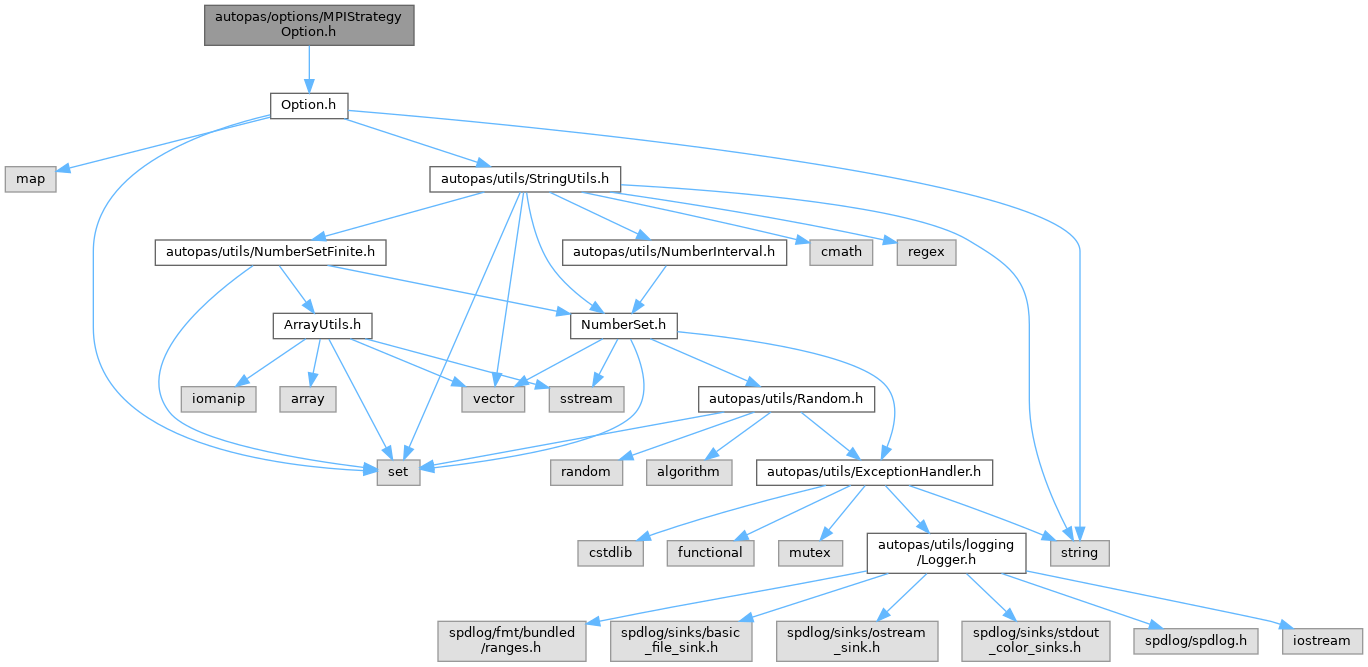 autopas/options/MPIStrategy
Option.h
Option.h
map
autopas/utils/StringUtils.h
autopas/utils/NumberSetFinite.h
autopas/utils/NumberInterval.h
cmath
regex
ArrayUtils.h
NumberSet.h
iomanip
array
vector
sstream
autopas/utils/Random.h
set
random
algorithm
autopas/utils/ExceptionHandler.h
cstdlib
functional
mutex
autopas/utils/logging
/Logger.h
string
spdlog/fmt/bundled
/ranges.h
spdlog/sinks/basic
_file_sink.h
spdlog/sinks/ostream
_sink.h
spdlog/sinks/stdout
_color_sinks.h
spdlog/spdlog.h
iostream